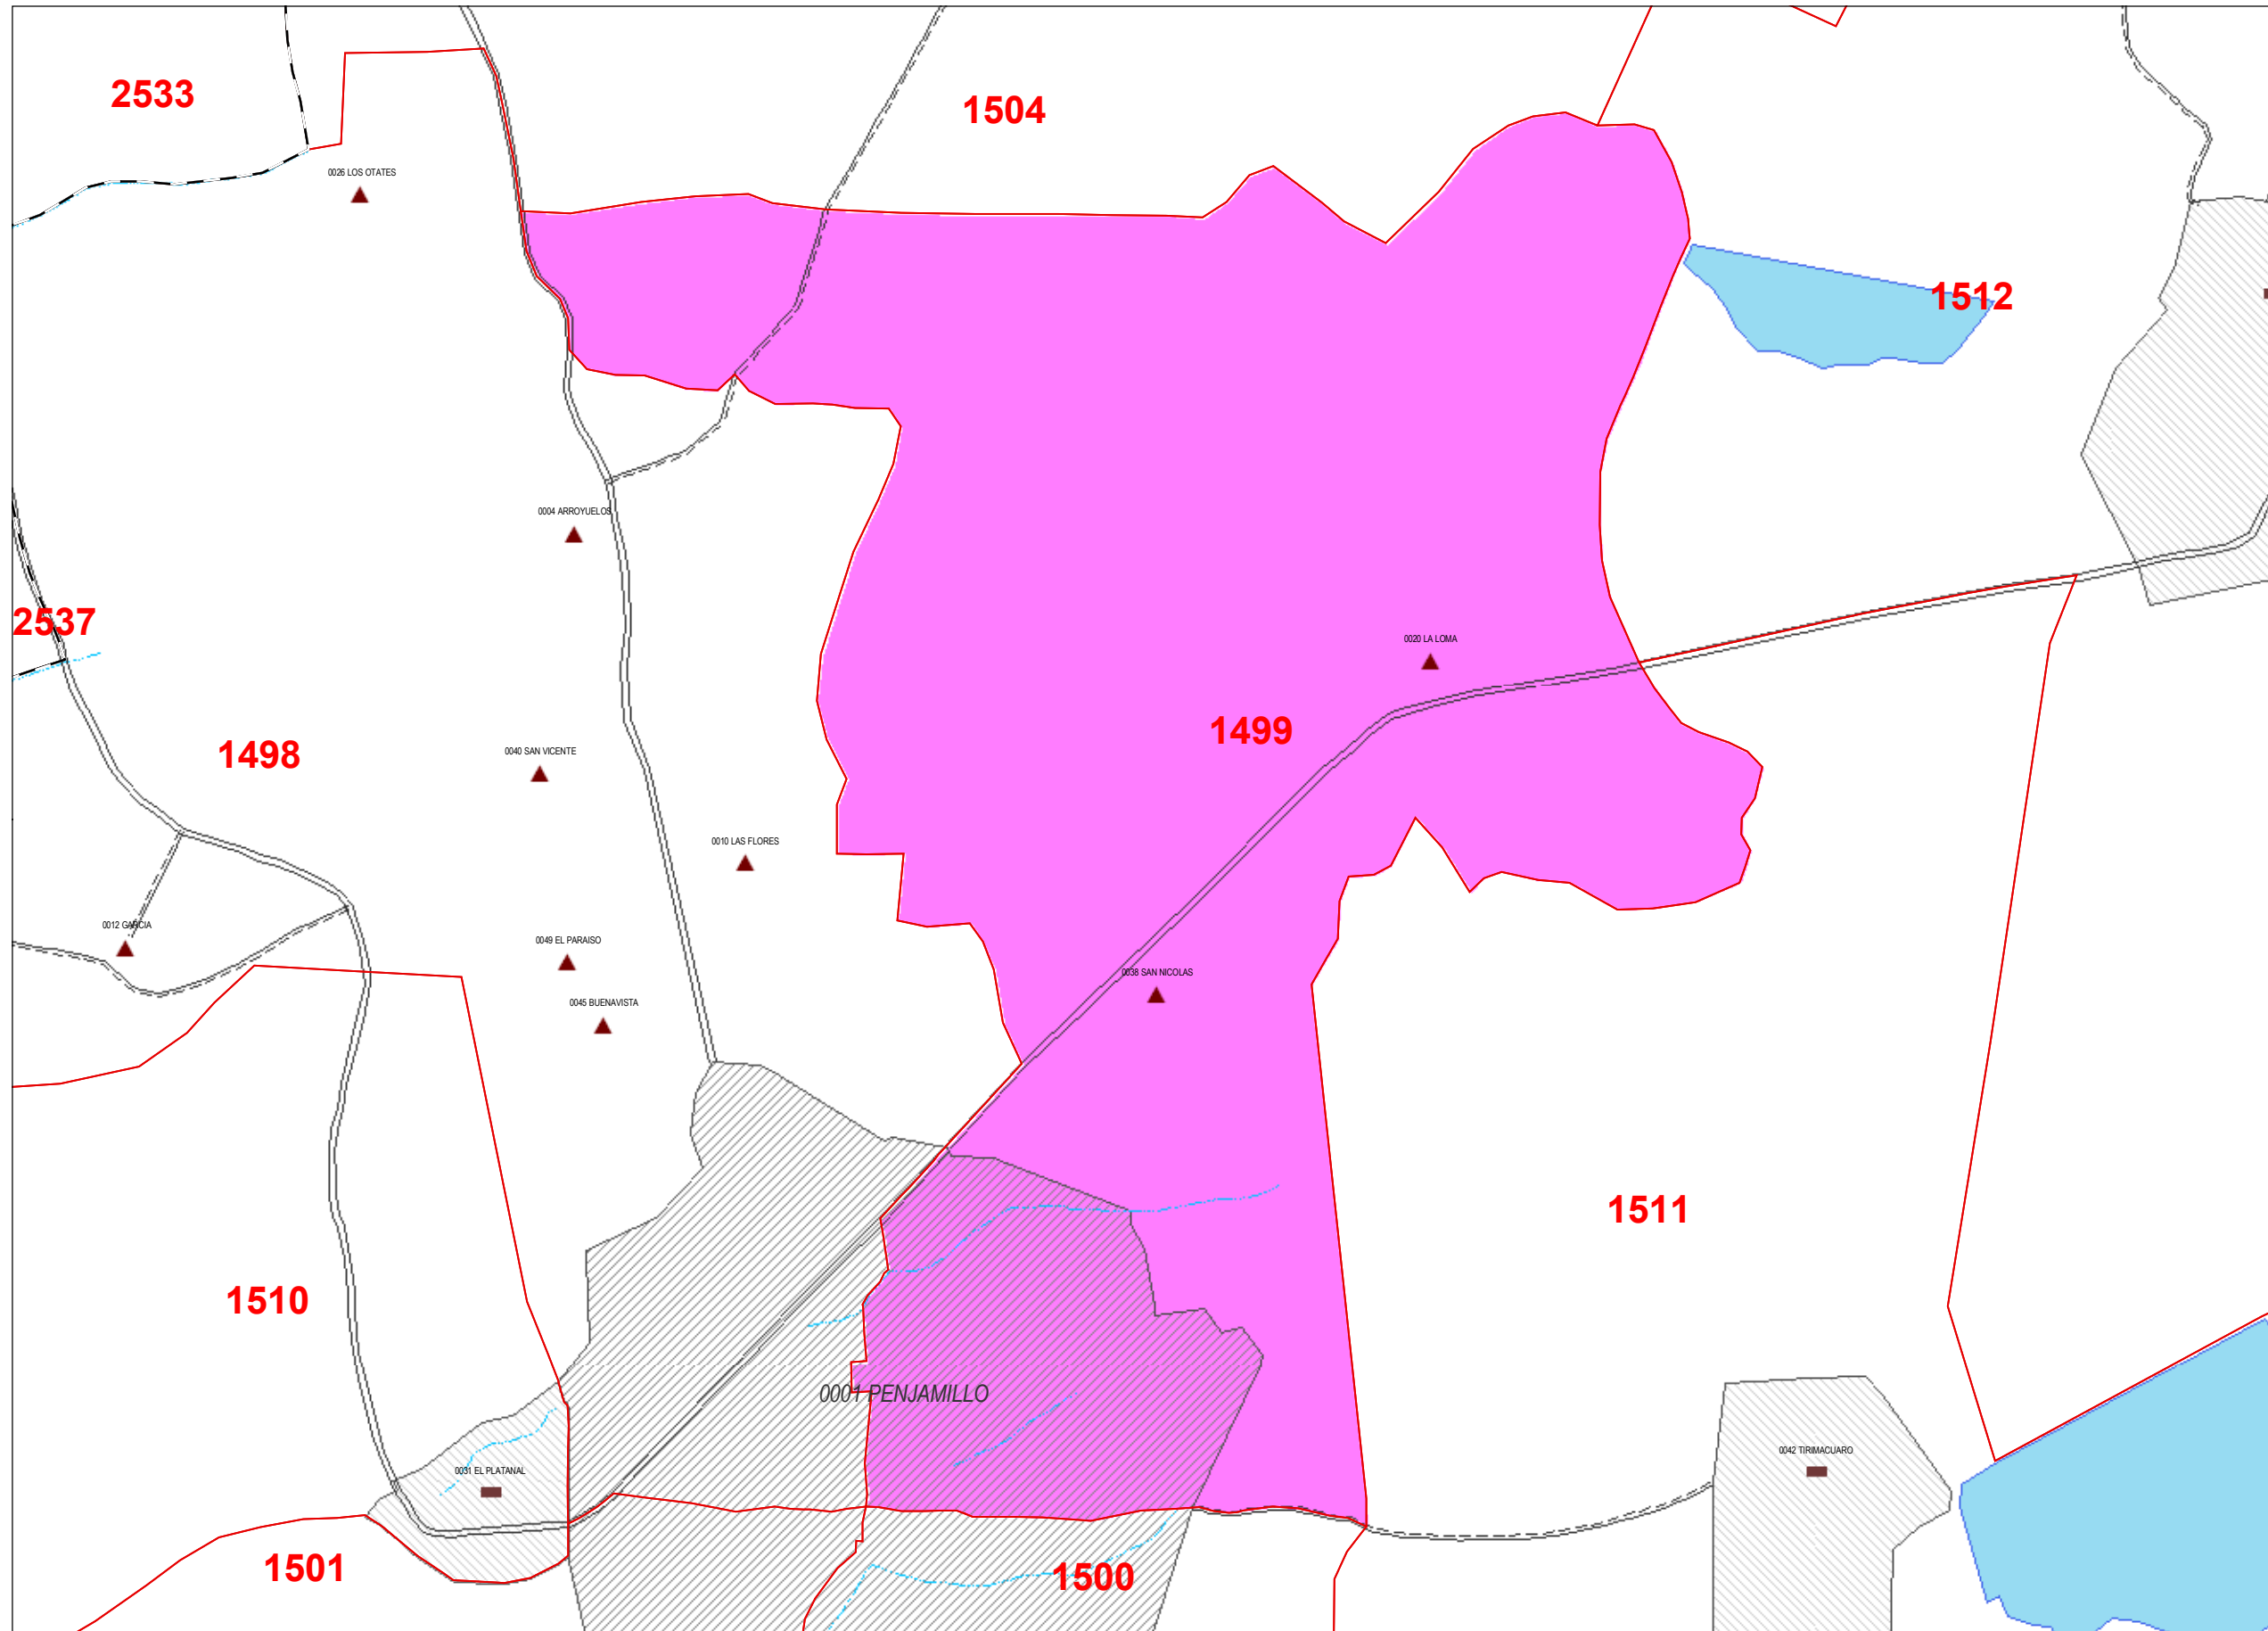 2533
1504
0026 LOS OTATES
1512
0004 ARROYUELOS
2537
0020 LA LOMA
1499
1498
0040 SAN VICENTE
0010 LAS FLORES
0012 GARCIA
0049 EL PARAISO
0038 SAN NICOLAS
0045 BUENAVISTA
1511
1510
0001 PENJAMILLO
0042 TIRIMACUARO
0031 EL PLATANAL
1501
1500